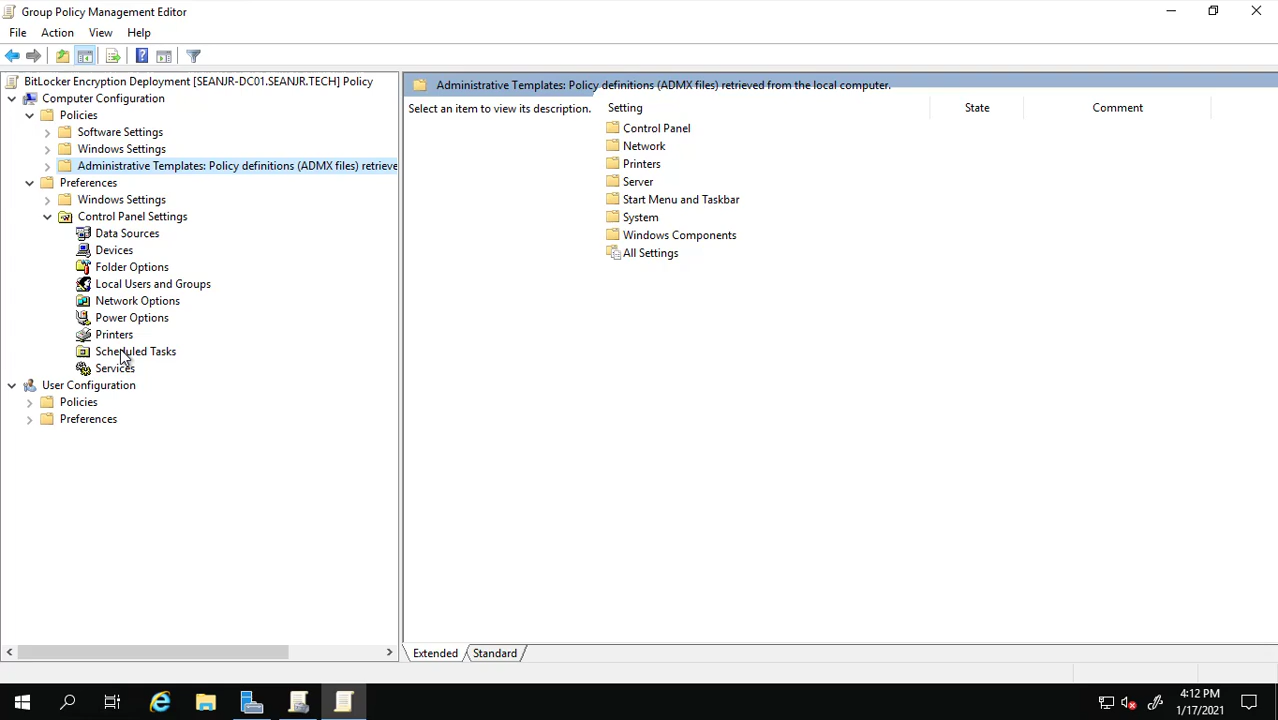 Group Policy Management Editor
File Action View Help
BitLocker Encryption Deployment [SEANJR-DC01.SEANJR.TECH] Policy
Computer Configuration
Policies
Software Settings
Windows Settings
Administrative Templates: Policy definitions (ADMX files) retrieve
Preferences
Windows Settings
Control Panel Settings
Data Sources
Devices
Folder Options
Local Users and Groups
Network Options
Power Options
Printers
Scheduled Tasks
Services
User Configuration
Policies
Preferences
Administrative Templates: Policy definitions (ADMX files) retrieved from the local computer.
Select an item to view its description.
Setting State Comment
Control Panel
Network
Printers
Server
Start Menu and Taskbar
System
Windows Components
All Settings
Extended Standard
4:12 PM
1/17/2021